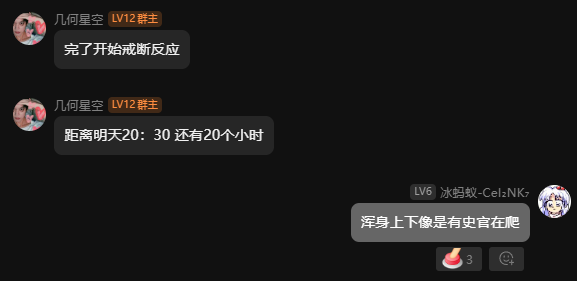 几何星空 LV12 群主
完了开始戒断反应
几何星空 LV12 群主
距离明天20：30 还有20个小时
LV6 冰蚂蚁-Cel₂NK₇
浑身上下像是有史官在爬
3